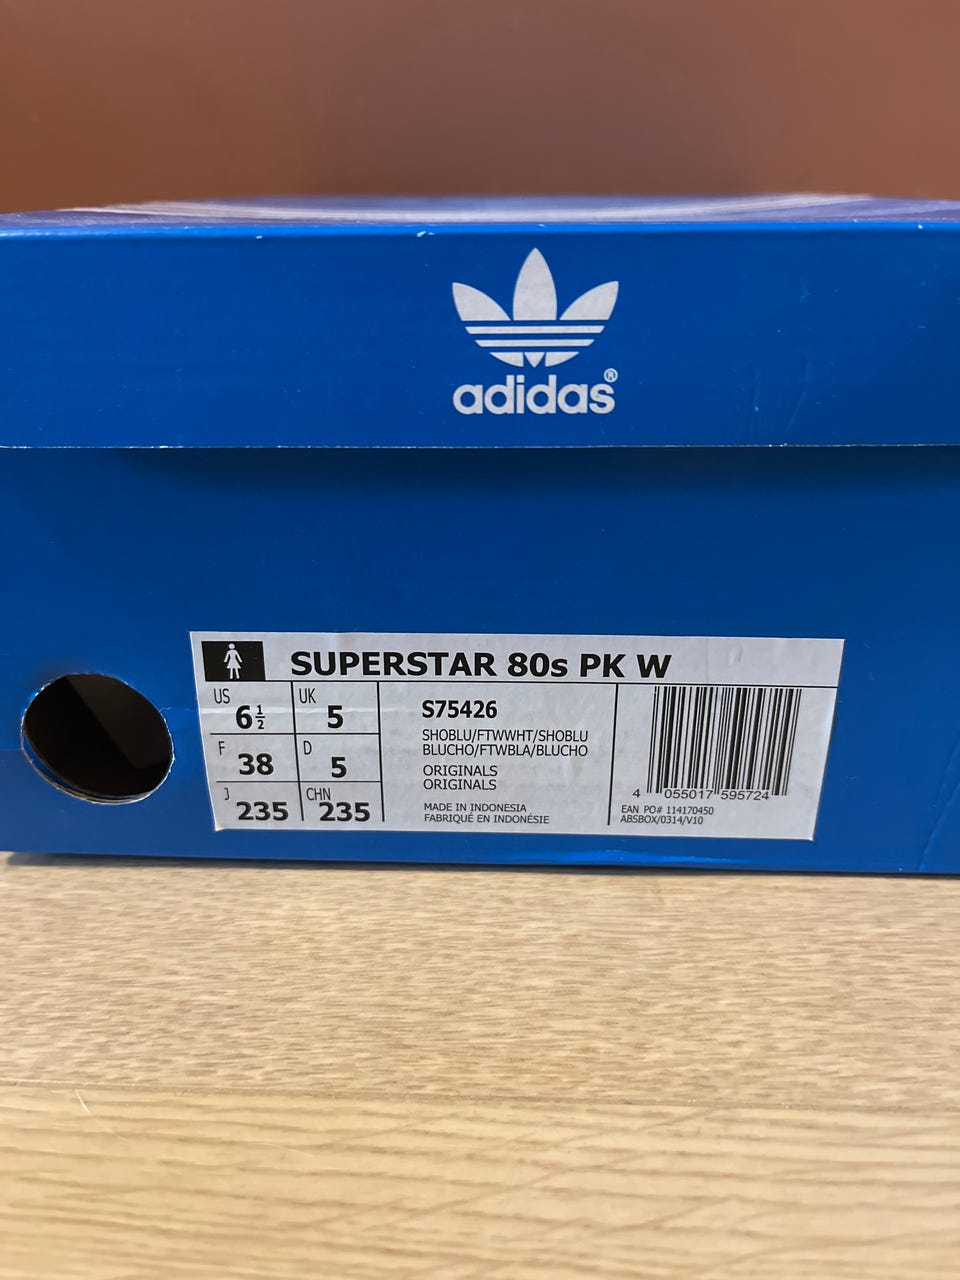 adidas®
SUPERSTAR 80s PK W
US 6½ UK 5
F 38 D 5
J 235 CHN 235
S75426
SHOBLU/FTWWHT/SHOBLU
BLUCHO/FTWBLA/BLUCHO
ORIGINALS
ORIGINALS
MADE IN INDONESIA
FABRIQUÉ EN INDONÉSIE
4 055017 595724
EAN PO# 114170450
ABSBOX/0314/V10